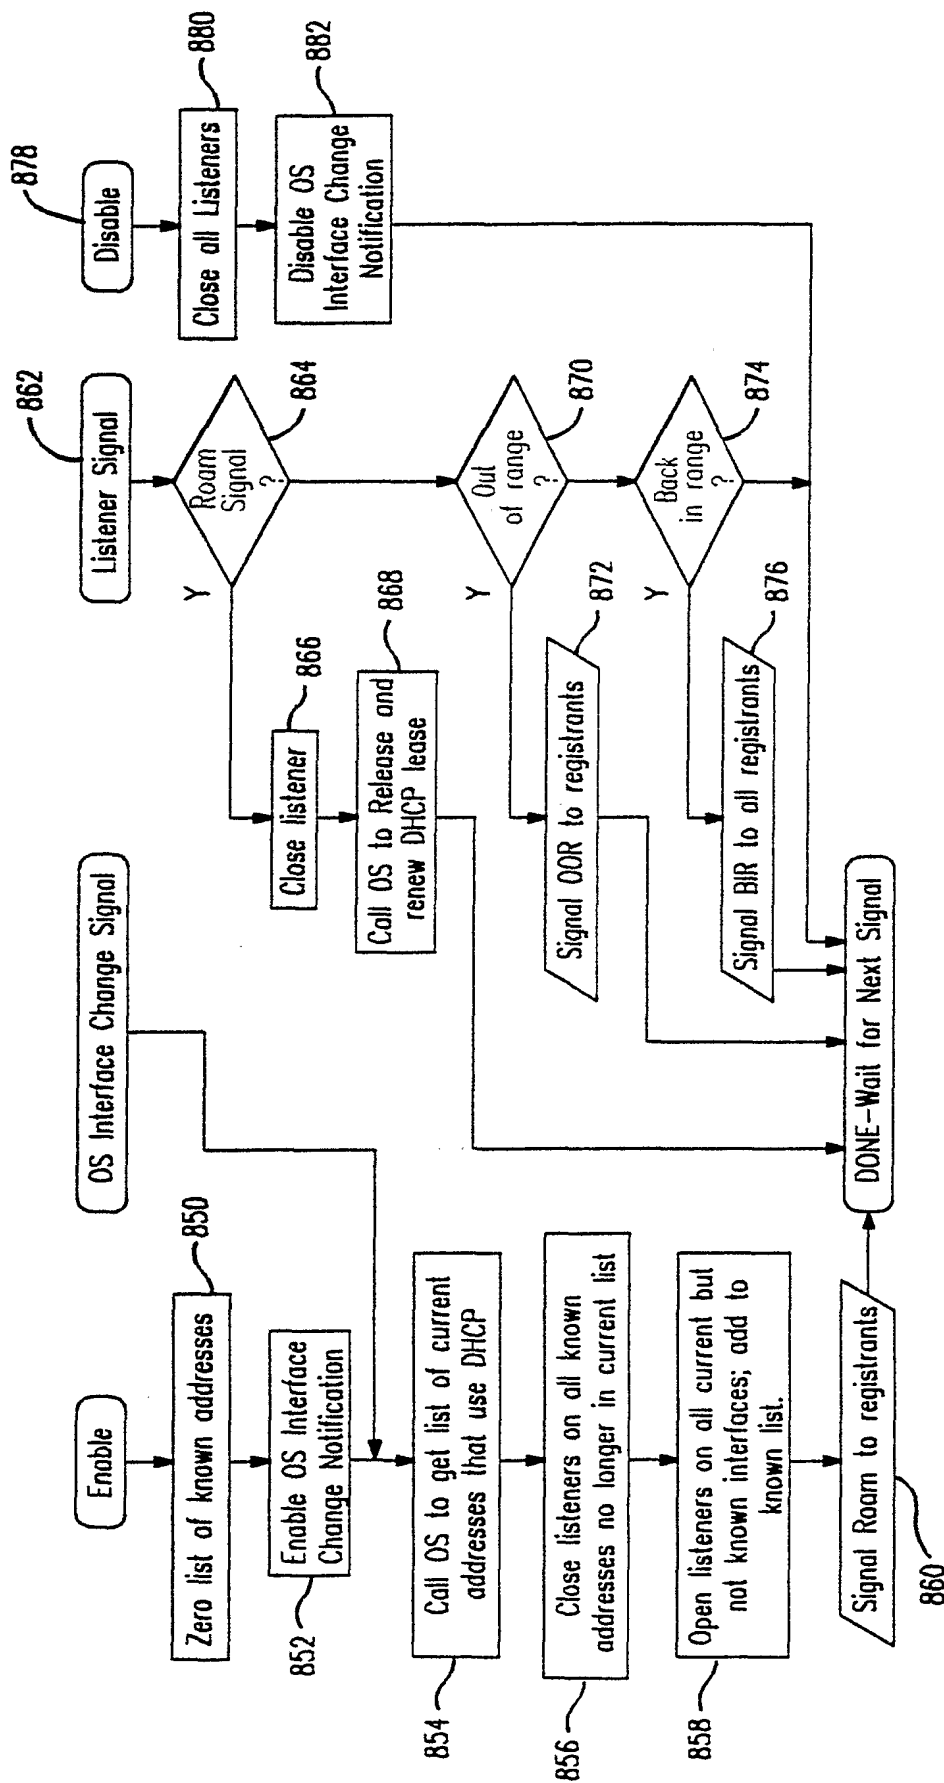 Enable
850
Zero list of known addresses
852
Enable OS Interface
Change Notification
854
Call OS to get list of current
addresses that use DHCP
856
Close listeners on all known
addresses no longer in current list
858
Open listeners on all current but
not known interfaces; add to
known list.
Signal Roam to registrants
860
OS Interface Change Signal
862
Listener Signal
864
Roam
Signal
?
Y
866
Close listener
868
Call OS to Release and
renew DHCP lease
870
Out
of range
?
Y
872
Signal OOR to registrants
874
Back
in range
?
Y
876
Signal BIR to all registrants
878
Disable
880
Close all Listeners
882
Disable OS
Interface Change
Notification
DONE-Wait for Next Signal